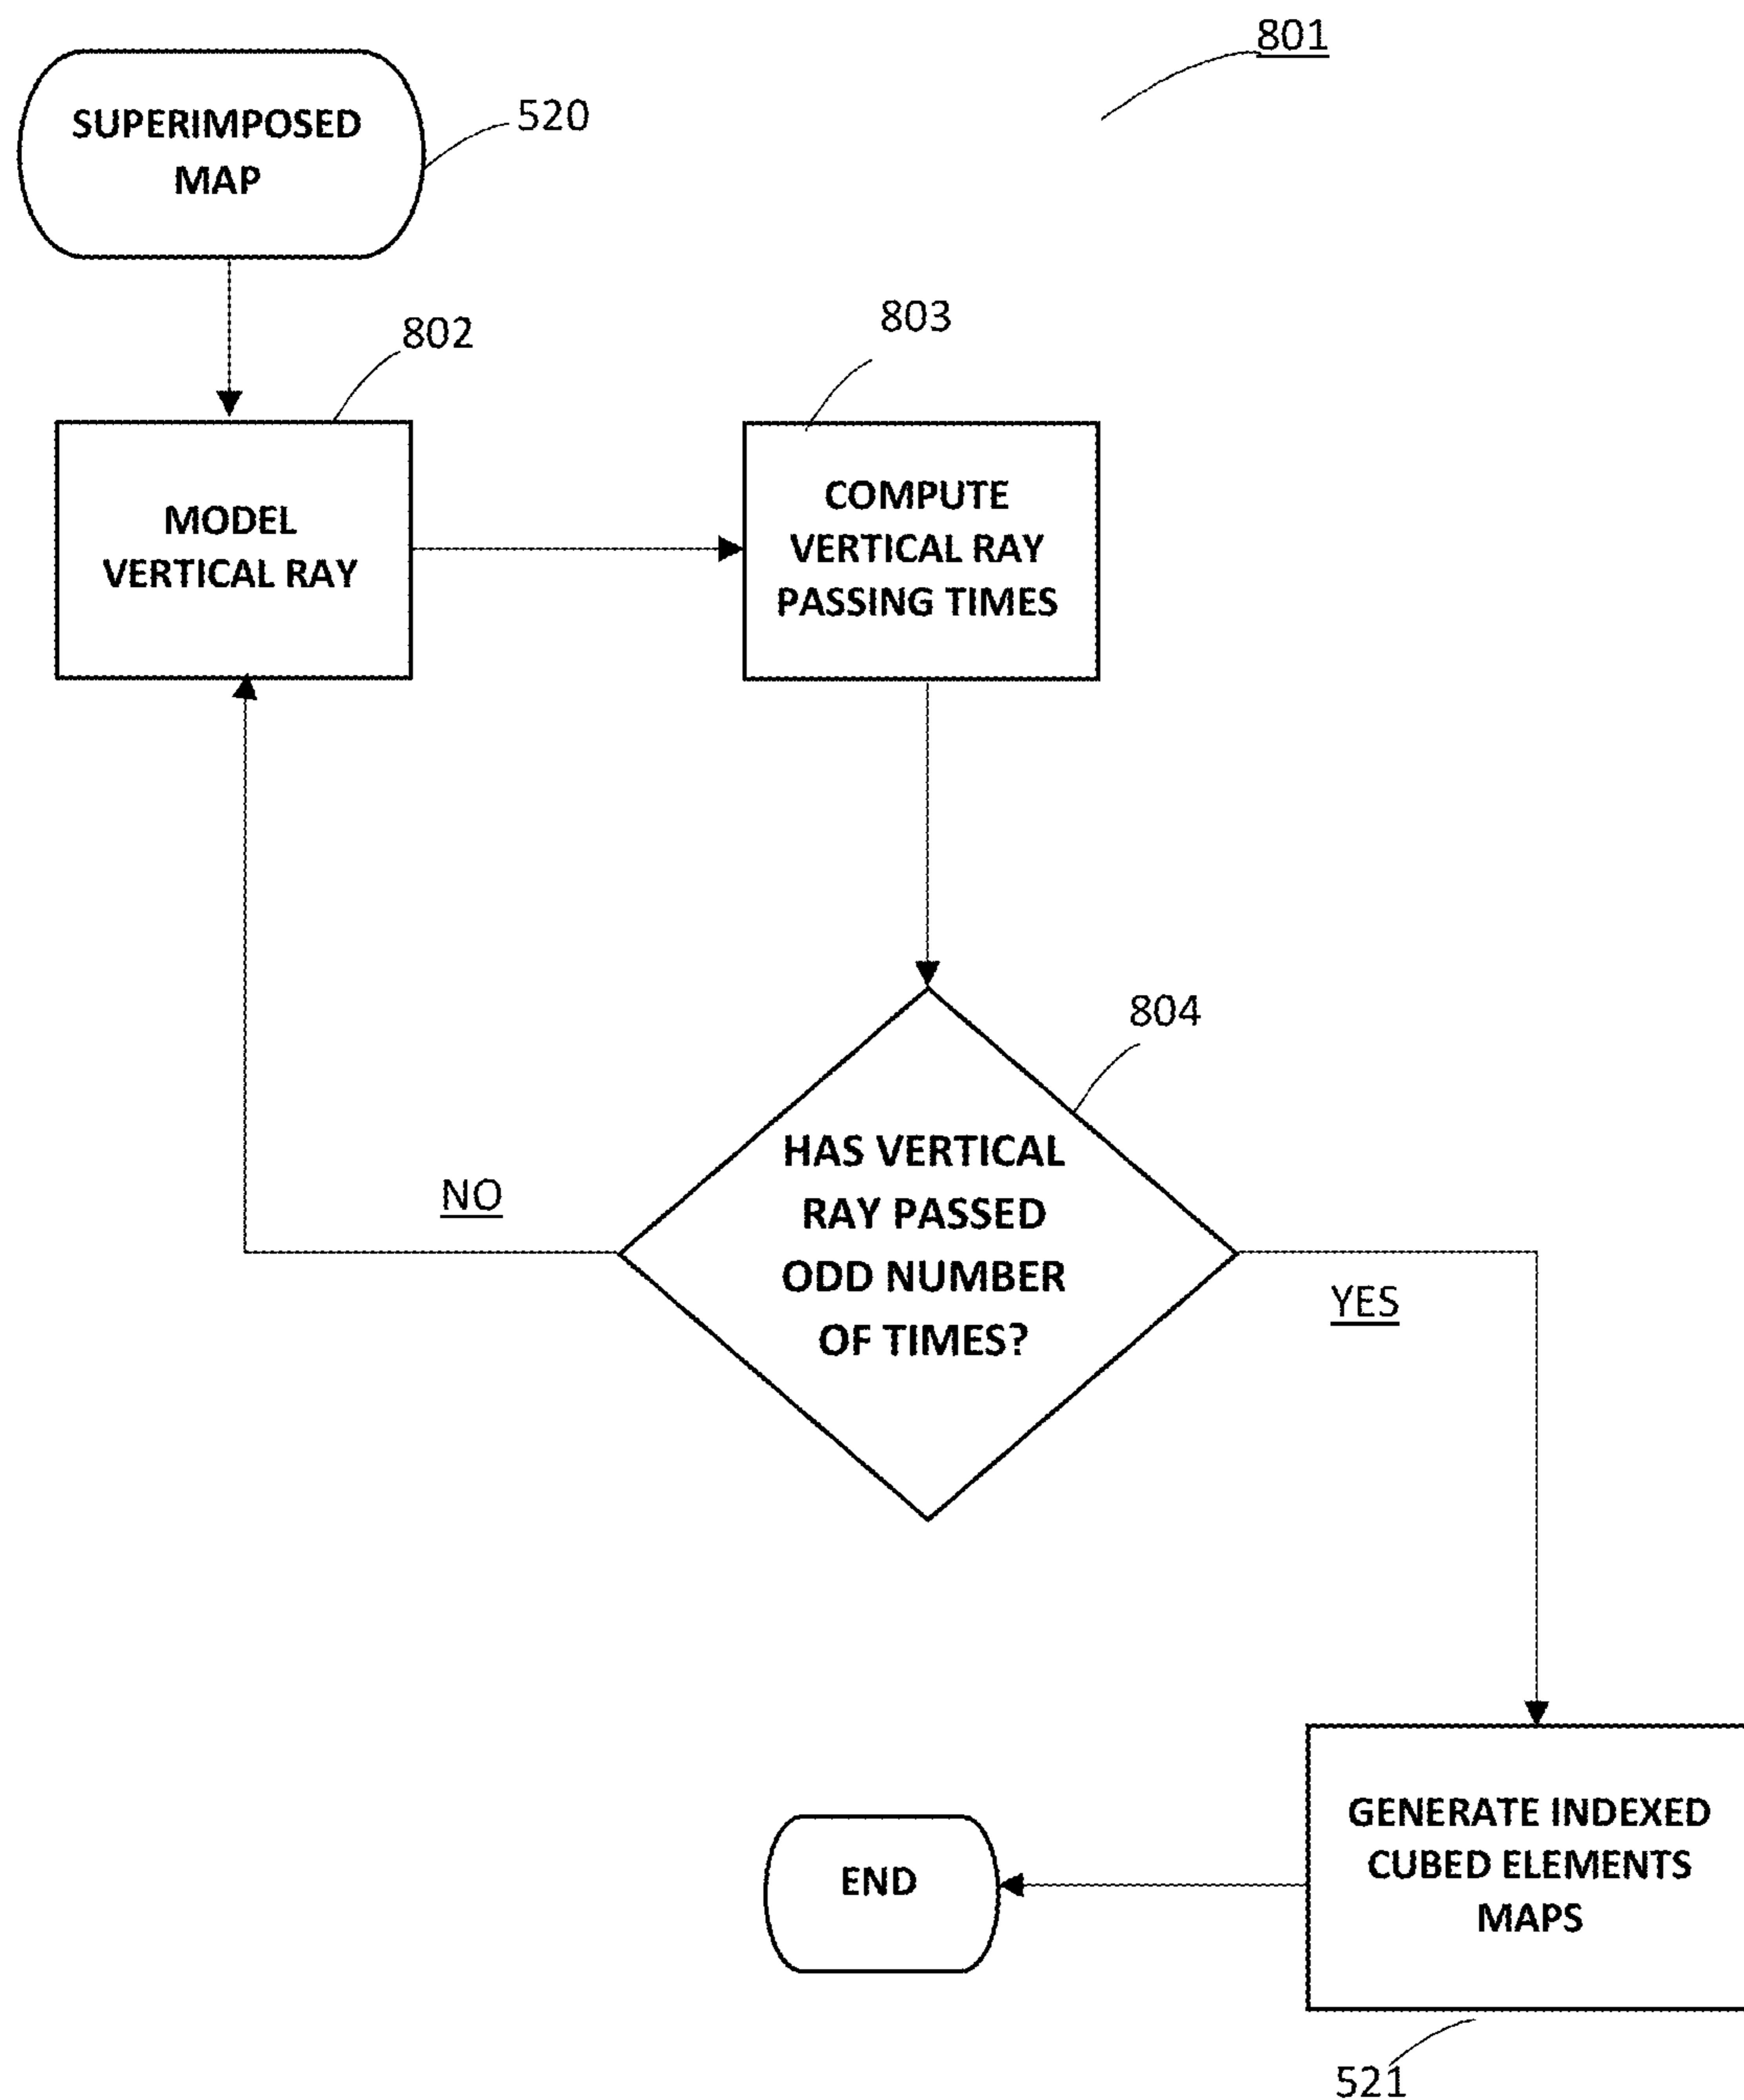 801
SUPERIMPOSED
MAP
520
802
803
MODEL
VERTICAL RAY
COMPUTE
VERTICAL RAY
PASSING TIMES
804
HAS VERTICAL
RAY PASSED
ODD NUMBER
OF TIMES?
NO
YES
GENERATE INDEXED
CUBED ELEMENTS
MAPS
END
521